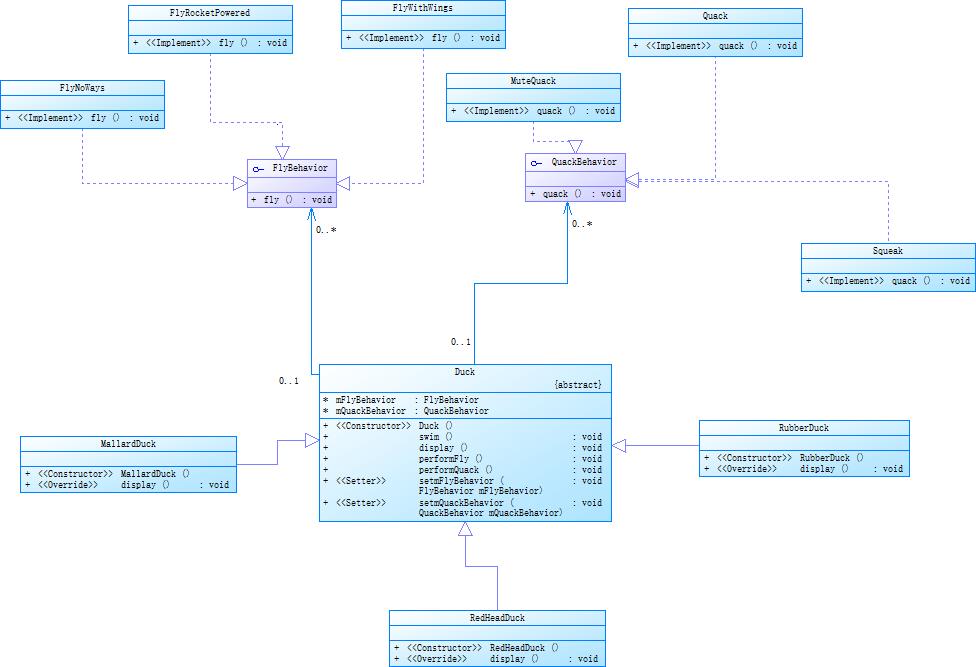 FlyRocketPowered
+ <<Implement>> fly () : void
FlyWithWings
+ <<Implement>> fly () : void
Quack
+ <<Implement>> quack () : void
FlyNoWays
+ <<Implement>> fly () : void
MuteQuack
+ <<Implement>> quack () : void
FlyBehavior
+ fly () : void
QuackBehavior
+ quack () : void
0..*
0..*
Squeak
+ <<Implement>> quack () : void
0..1
0..1
Duck
{abstract}
* mFlyBehavior : FlyBehavior
* mQuackBehavior : QuackBehavior
+ <<Constructor>> Duck ()
+ swim () : void
+ display () : void
+ performFly () : void
+ performQuack () : void
+ <<Setter>> setmFlyBehavior ( : void
FlyBehavior mFlyBehavior)
+ <<Setter>> setmQuackBehavior ( : void
QuackBehavior mQuackBehavior)
MallardDuck
+ <<Constructor>> MallardDuck ()
+ <<Override>> display () : void
RubberDuck
+ <<Constructor>> RubberDuck ()
+ <<Override>> display () : void
RedHeadDuck
+ <<Constructor>> RedHeadDuck ()
+ <<Override>> display () : void